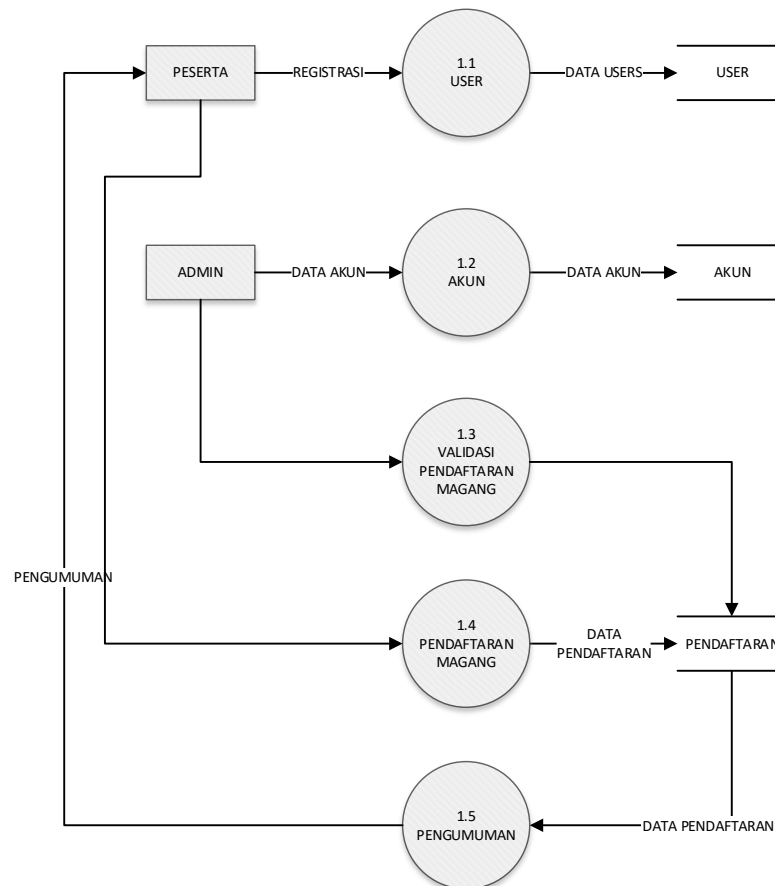 PESERTA
REGISTRASI
1.1
USER
DATA USERS
USER
ADMIN
DATA AKUN
1.2
AKUN
DATA AKUN
AKUN
1.3
VALIDASI
PENDAFTARAN
MAGANG
PENGUMUMAN
1.4
PENDAFTARAN
MAGANG
DATA
PENDAFTARAN
PENDAFTARAN
1.5
PENGUMUMAN
DATA PENDAFTARAN